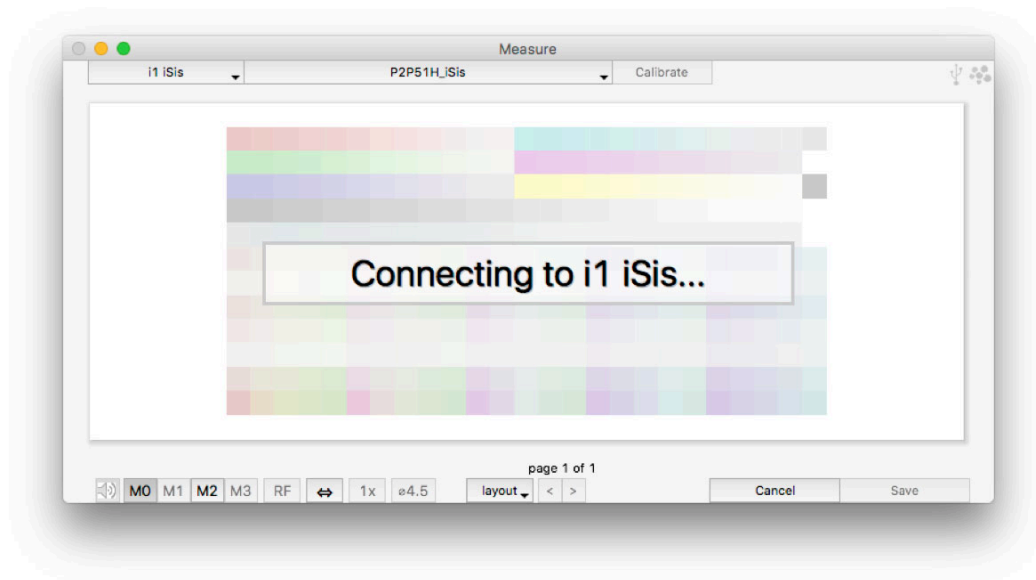 Measure
i1 iSis P2P51H_iSis Calibrate
Connecting to i1 iSis...
page 1 of 1
M0 M1 M2 M3 RF ⇔ 1x ⌀4.5 layout < > Cancel Save